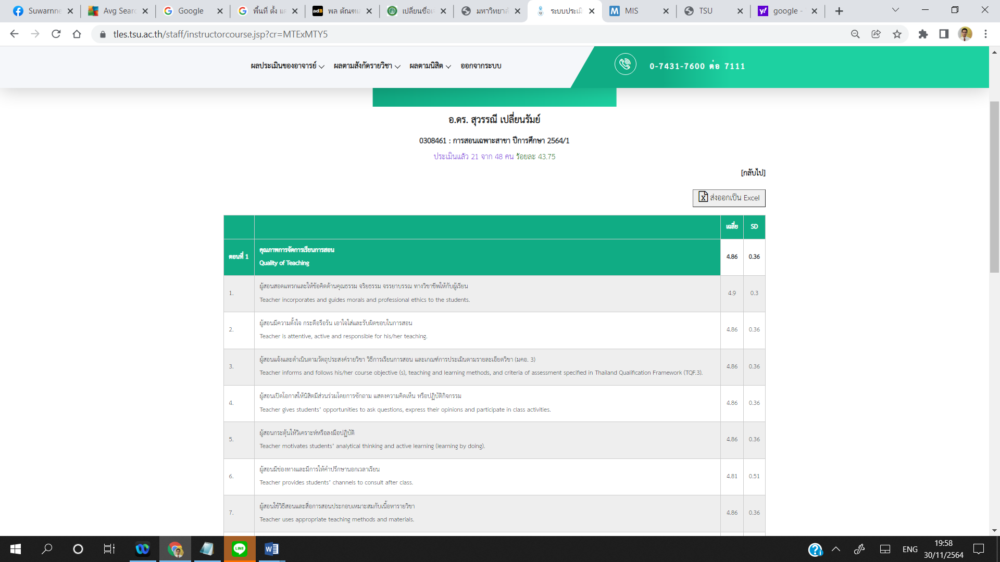 Suwarnne
Avg Searc
Google
พื้นที่ ตั้ง แต
adB พล ตัณฑเ
เปลี่ยนชื่อเ
มหาวิทยาลั
ระบบประเมิ
M MIS
TSU
y! google -
tles.tsu.ac.th/staff/instructorcourse.jsp?cr=MTExMTY5
ผลประเมินของอาจารย์ ผลตามสังกัดรายวิชา ผลตามนิสิต ออกจากระบบ
0-7431-7600 ต่อ 7111
อ.ดร. สุวรรณี เปลี่ยนรัมย์
0308461 : การสอนเฉพาะสาขา ปีการศึกษา 2564/1
ประเมินแล้ว 21 จาก 48 คน ร้อยละ 43.75
[กลับไป]
ส่งออกเป็น Excel
เฉลี่ย SD
ตอนที่ 1 คุณภาพการจัดการเรียนการสอน
Quality of Teaching 4.86 0.36
1. ผู้สอนสอดแทรกและให้ข้อคิดด้านคุณธรรม จริยธรรม จรรยาบรรณ ทางวิชาชีพให้กับผู้เรียน
Teacher incorporates and guides morals and professional ethics to the students. 4.9 0.3
2. ผู้สอนมีความตั้งใจ กระตือรือร้น เอาใจใส่และรับผิดชอบในการสอน
Teacher is attentive, active and responsible for his/her teaching. 4.86 0.36
3. ผู้สอนแจ้งและดำเนินตามวัตถุประสงค์รายวิชา วิธีการเรียนการสอน และเกณฑ์การประเมินตามรายละเอียดวิชา (มคอ. 3)
Teacher informs and follows his/her course objective (s), teaching and learning methods, and criteria of assessment specified in Thailand Qualification Framework (TQF.3). 4.86 0.36
4. ผู้สอนเปิดโอกาสให้นิสิตมีส่วนร่วมโดยการซักถาม แสดงความคิดเห็น หรือปฏิบัติกิจกรรม
Teacher gives students' opportunities to ask questions, express their opinions and participate in class activities. 4.86 0.36
5. ผู้สอนกระตุ้นให้วิเคราะห์หรือลงมือปฏิบัติ
Teacher motivates students' analytical thinking and active learning (learning by doing). 4.86 0.36
6. ผู้สอนมีช่องทางและมีการให้คำปรึกษานอกเวลาเรียน
Teacher provides students' channels to consult after class. 4.81 0.51
7. ผู้สอนใช้วิธีสอนและสื่อการสอนประกอบเหมาะสมกับเนื้อหารายวิชา
Teacher uses appropriate teaching methods and materials. 4.86 0.36
LINE
ENG
19:58
30/11/2564